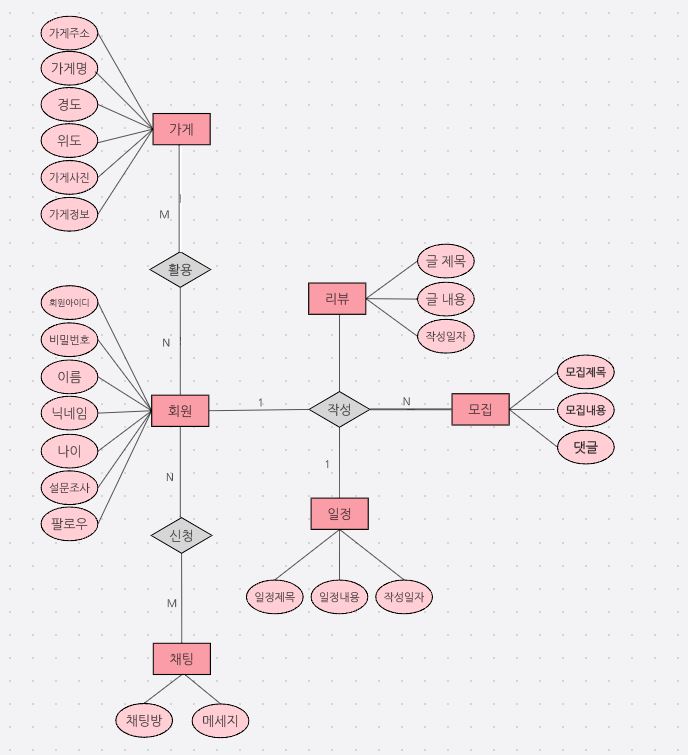 가게주소
가게명
경도
위도
가게사진
가게정보
가게
M
활용
N
회원아이디
비밀번호
이름
닉네임
나이
설문조사
팔로우
회원
1
리뷰
글 제목
글 내용
작성일자
작성
N
모집
모집제목
모집내용
댓글
1
일정
일정제목
일정내용
작성일자
N
신청
M
채팅
채팅방
메세지